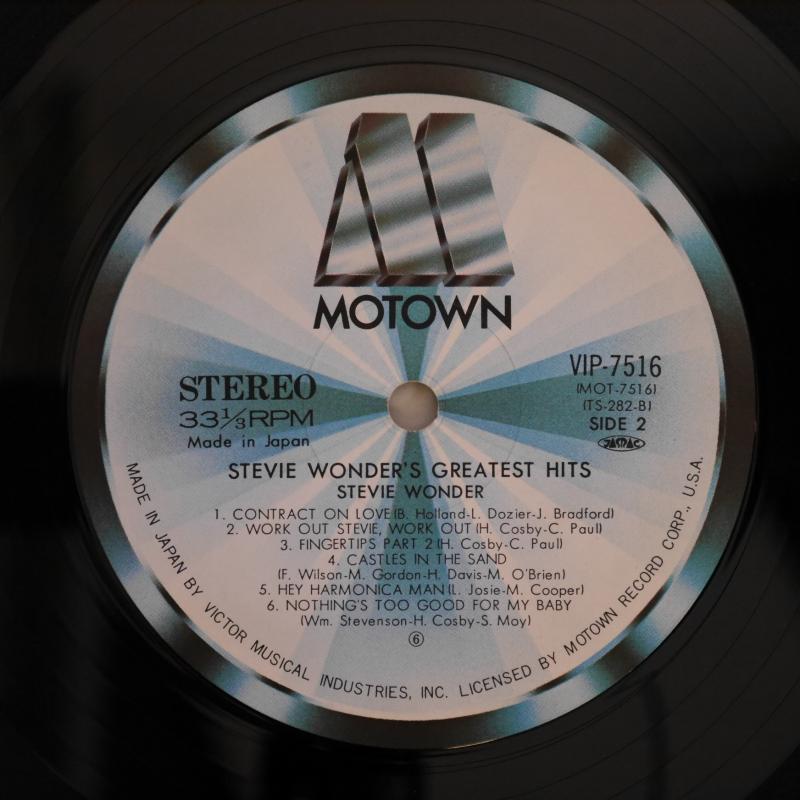 MOTOWN
STEREO
33 1/3 RPM
Made in Japan
VIP-7516
(MOT-7516)
(TS-282-B)
SIDE 2
JASRAC
STEVIE WONDER'S GREATEST HITS
STEVIE WONDER
1. CONTRACT ON LOVE(B. Holland-L. Dozier-J. Bradford)
2. WORK OUT STEVIE, WORK OUT(H. Cosby-C. Paul)
3. FINGERTIPS PART 2(H. Cosby-C. Paul)
4. CASTLES IN THE SAND
(F. Wilson-M. Gordon-H. Davis-M. O'Brien)
5. HEY HARMONICA MAN(L. Josie-M. Cooper)
6. NOTHING'S TOO GOOD FOR MY BABY
(Wm. Stevenson-H. Cosby-S. Moy)
⑥
MADE IN JAPAN BY VICTOR MUSICAL INDUSTRIES, INC. LICENSED BY MOTOWN RECORD CORP., U.S.A.